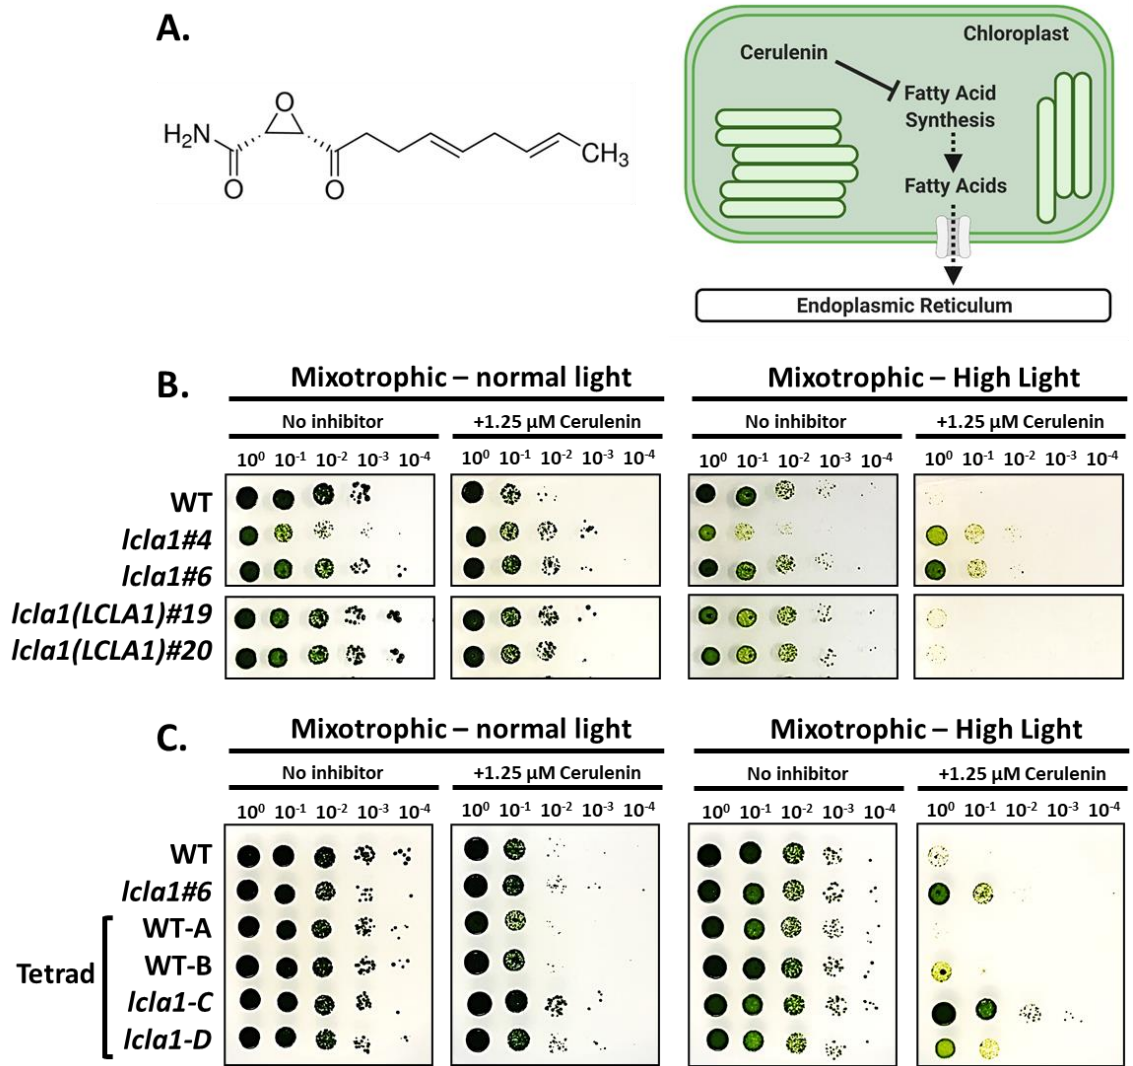 A.
H₂N
O
O
O
CH₃
Chloroplast
Cerulenin
Fatty Acid
Synthesis
Fatty Acids
Endoplasmic Reticulum
B.
Mixotrophic – normal light
Mixotrophic – High Light
No inhibitor
+1.25 µM Cerulenin
No inhibitor
+1.25 µM Cerulenin
10⁰ 10⁻¹ 10⁻² 10⁻³ 10⁻⁴
10⁰ 10⁻¹ 10⁻² 10⁻³ 10⁻⁴
10⁰ 10⁻¹ 10⁻² 10⁻³ 10⁻⁴
10⁰ 10⁻¹ 10⁻² 10⁻³ 10⁻⁴
WT
lcla1#4
lcla1#6
lcla1(LCLA1)#19
lcla1(LCLA1)#20
C.
Mixotrophic – normal light
Mixotrophic – High Light
No inhibitor
+1.25 µM Cerulenin
No inhibitor
+1.25 µM Cerulenin
10⁰ 10⁻¹ 10⁻² 10⁻³ 10⁻⁴
10⁰ 10⁻¹ 10⁻² 10⁻³ 10⁻⁴
10⁰ 10⁻¹ 10⁻² 10⁻³ 10⁻⁴
10⁰ 10⁻¹ 10⁻² 10⁻³ 10⁻⁴
WT
lcla1#6
Tetrad
WT-A
WT-B
lcla1-C
lcla1-D